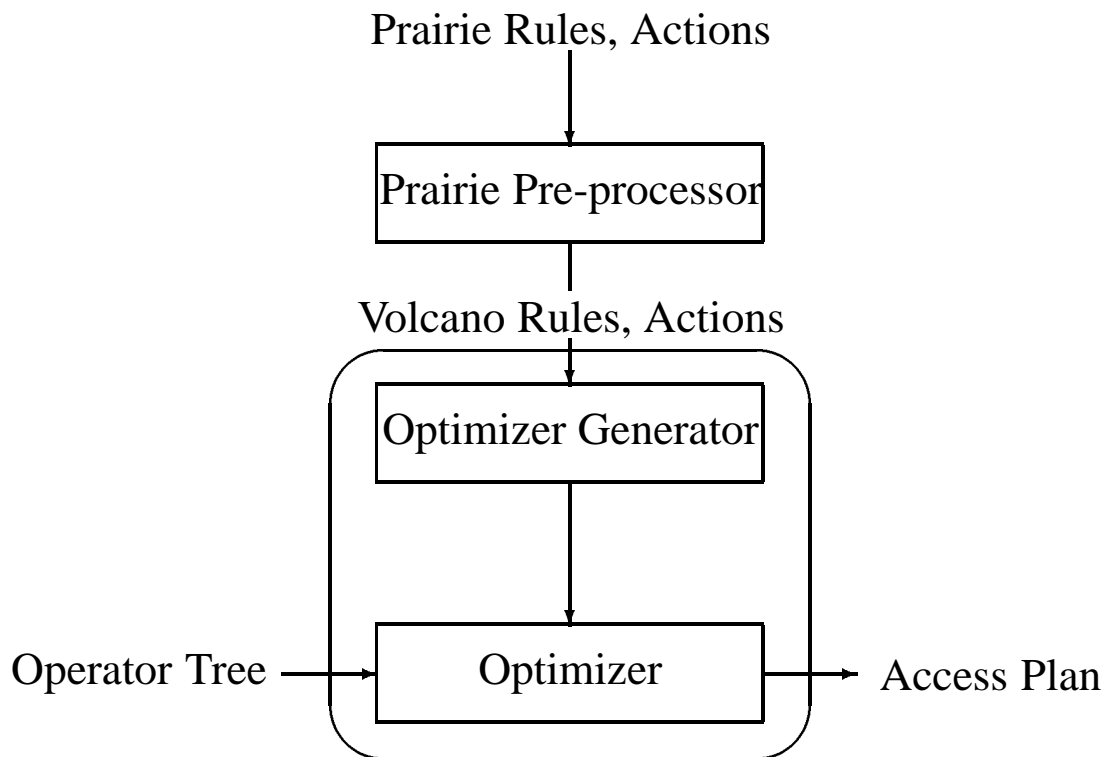 Prairie Rules, Actions
Prairie Pre-processor
Volcano Rules, Actions
Optimizer Generator
Operator Tree
Optimizer
Access Plan